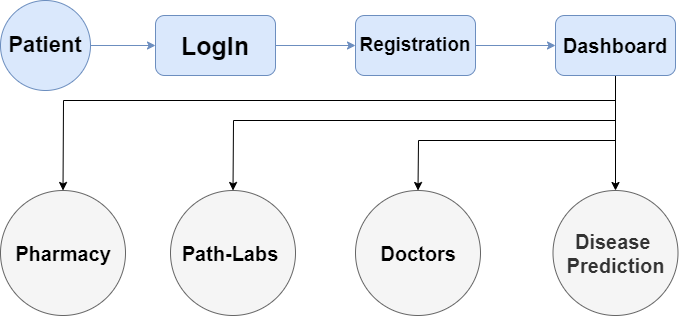 Patient
LogIn
Registration
Dashboard
Pharmacy
Path-Labs
Doctors
Disease
Prediction